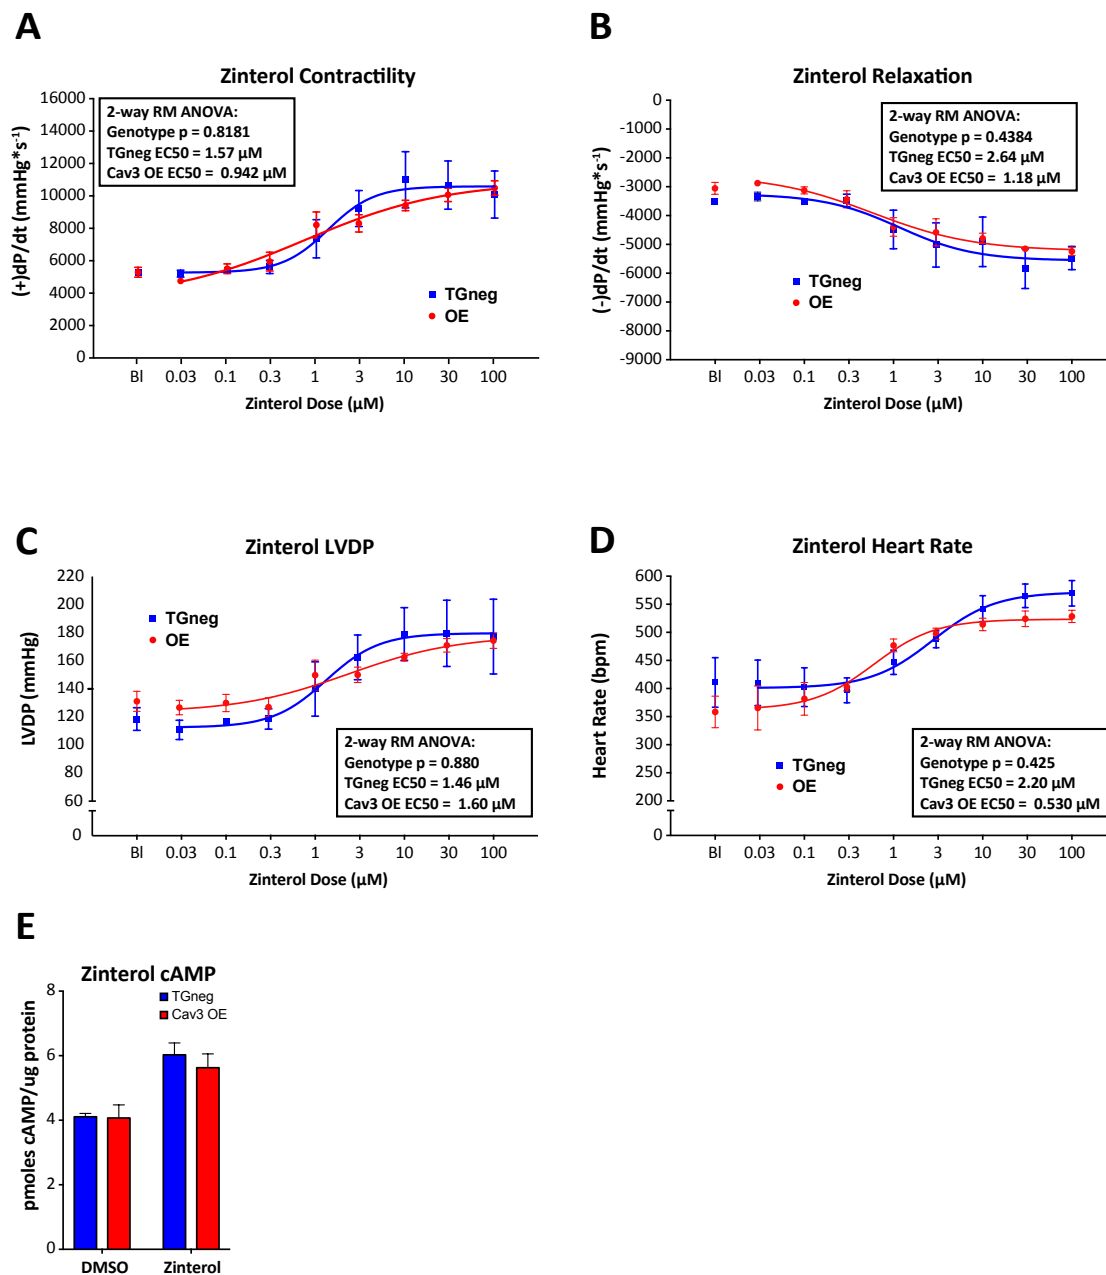 A
Zinterol Contractility
(+)dP/dt (mmHg*s-1)
16000
14000
12000
10000
8000
6000
4000
2000
0
2-way RM ANOVA:
Genotype p = 0.8181
TGneg EC50 = 1.57 µM
Cav3 OE EC50 = 0.942 µM
TGneg
OE
BI 0.03 0.1 0.3 1 3 10 30 100
Zinterol Dose (µM)
B
Zinterol Relaxation
(-)dP/dt (mmHg*s-1)
0
-1000
-2000
-3000
-4000
-5000
-6000
-7000
-8000
-9000
2-way RM ANOVA:
Genotype p = 0.4384
TGneg EC50 = 2.64 µM
Cav3 OE EC50 = 1.18 µM
TGneg
OE
BI 0.03 0.1 0.3 1 3 10 30 100
Zinterol Dose (µM)
C
Zinterol LVDP
LVDP (mmHg)
220
200
180
160
140
120
100
80
60
0
TGneg
OE
2-way RM ANOVA:
Genotype p = 0.880
TGneg EC50 = 1.46 µM
Cav3 OE EC50 = 1.60 µM
BI 0.03 0.1 0.3 1 3 10 30 100
Zinterol Dose (µM)
D
Zinterol Heart Rate
Heart Rate (bpm)
600
550
500
450
400
350
300
250
200
0
TGneg
OE
2-way RM ANOVA:
Genotype p = 0.425
TGneg EC50 = 2.20 µM
Cav3 OE EC50 = 0.530 µM
BI 0.03 0.1 0.3 1 3 10 30 100
Zinterol Dose (µM)
E
Zinterol cAMP
TGneg
Cav3 OE
pmoles cAMP/ug protein
8
6
4
2
0
DMSO Zinterol